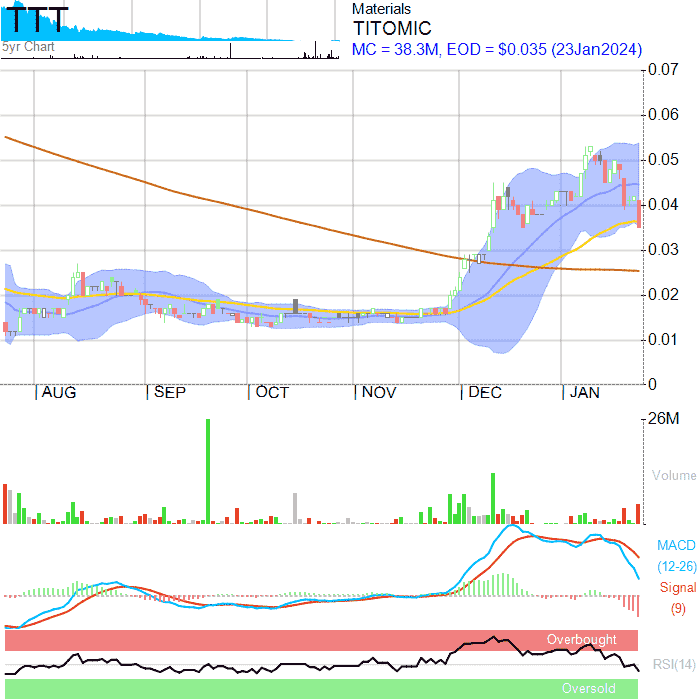 TTT
5yr Chart
Materials
TITOMIC
MC = 38.3M, EOD = $0.035 (23Jan2024)
0.07
0.06
0.05
0.04
0.03
0.02
0.01
0
AUG SEP OCT NOV DEC JAN
26M
Volume
MACD
(12-26)
Signal
(9)
Overbought
RSI(14)
Oversold